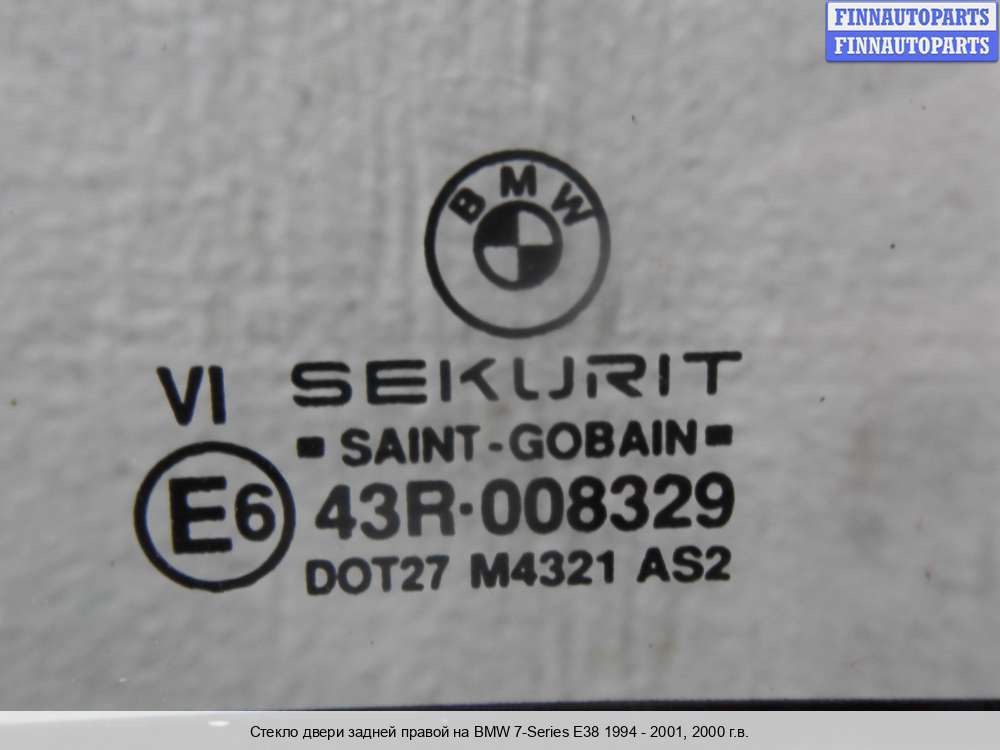 FINNAUTOPARTS
FINNAUTOPARTS
BMW
VI SEKURIT
SAINT-GOBAIN
E6 43R·008329
DOT27 M4321 AS2
Стекло двери задней правой на BMW 7-Series E38 1994 - 2001, 2000 г.в.